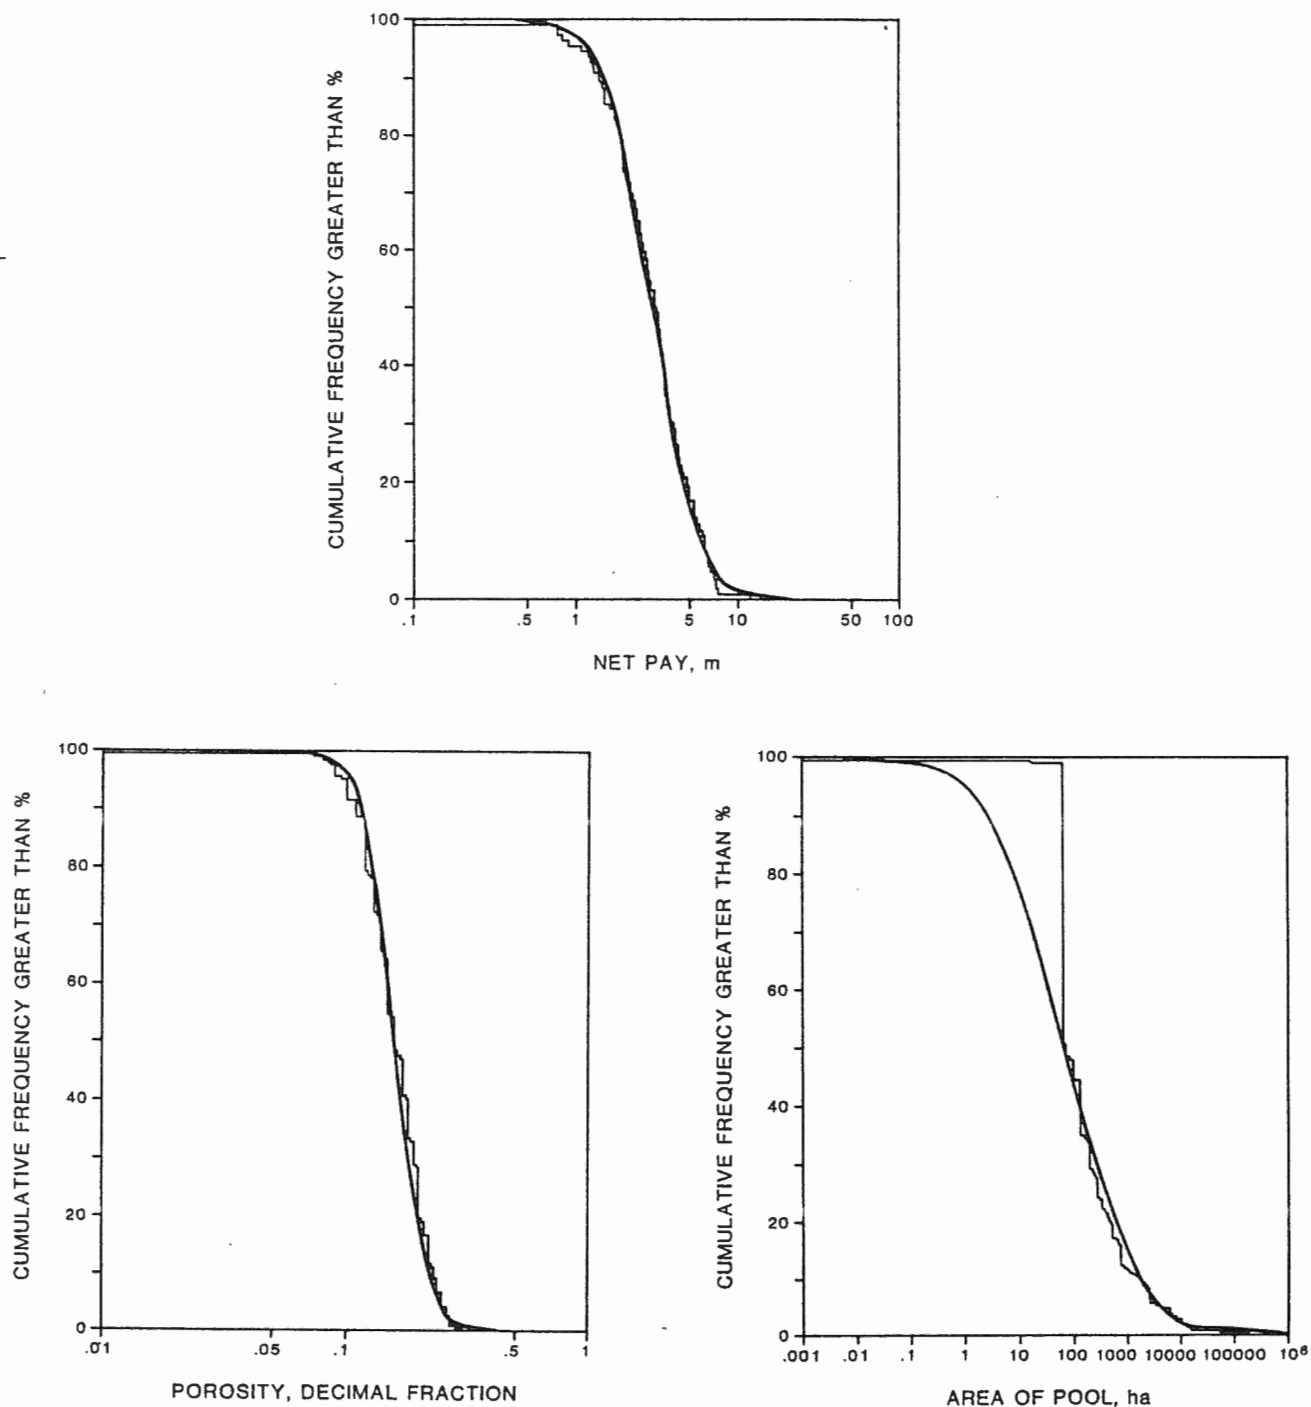 CUMULATIVE FREQUENCY GREATER THAN %
100
80
60
40
20
0
.1 .5 1 5 10 50 100
NET PAY, m
CUMULATIVE FREQUENCY GREATER THAN %
100
80
60
40
20
0
.01 .05 .1 .5 1
POROSITY, DECIMAL FRACTION
CUMULATIVE FREQUENCY GREATER THAN %
100
80
60
40
20
0
.001 .01 .1 1 10 100 1000 10000 100000 10⁶
AREA OF POOL, ha